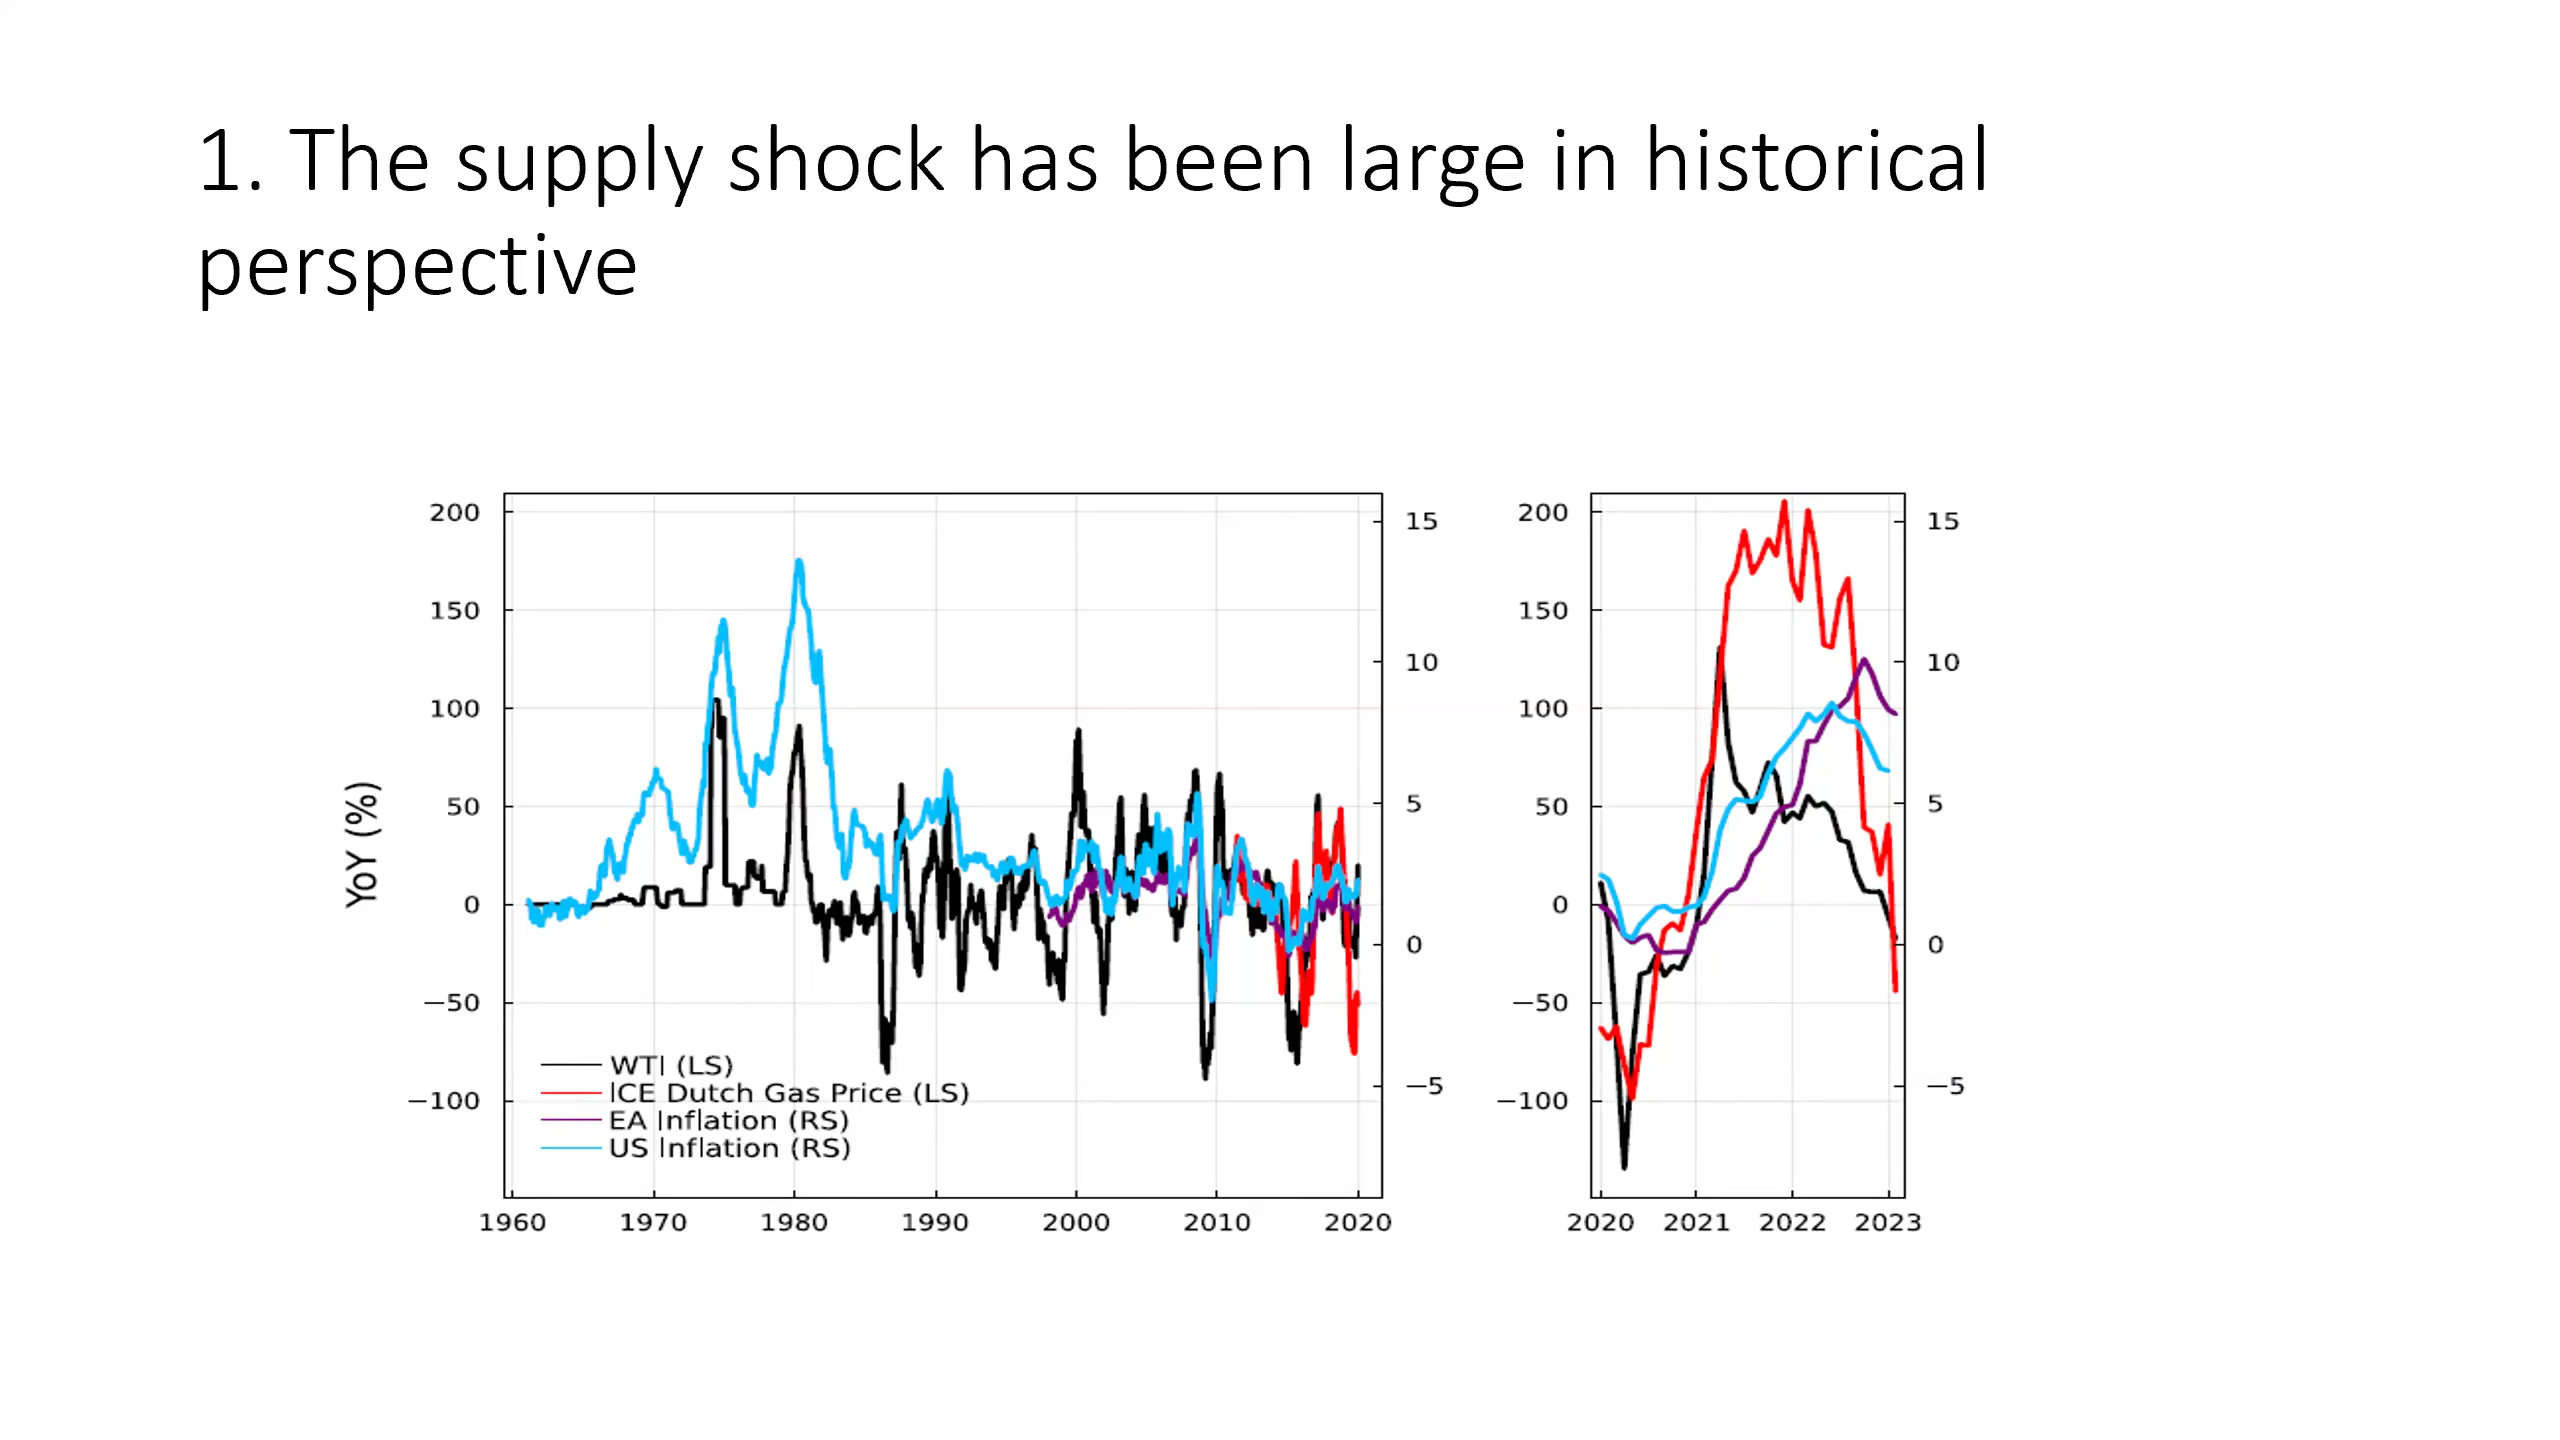 1. The supply shock has been large in historical
perspective
YoY (%)
200
150
100
50
0
−50
−100
15
10
5
0
−5
WTI (LS)
ICE Dutch Gas Price (LS)
EA Inflation (RS)
US Inflation (RS)
1960 1970 1980 1990 2000 2010 2020
200
150
100
50
0
−50
−100
15
10
5
0
−5
2020 2021 2022 2023